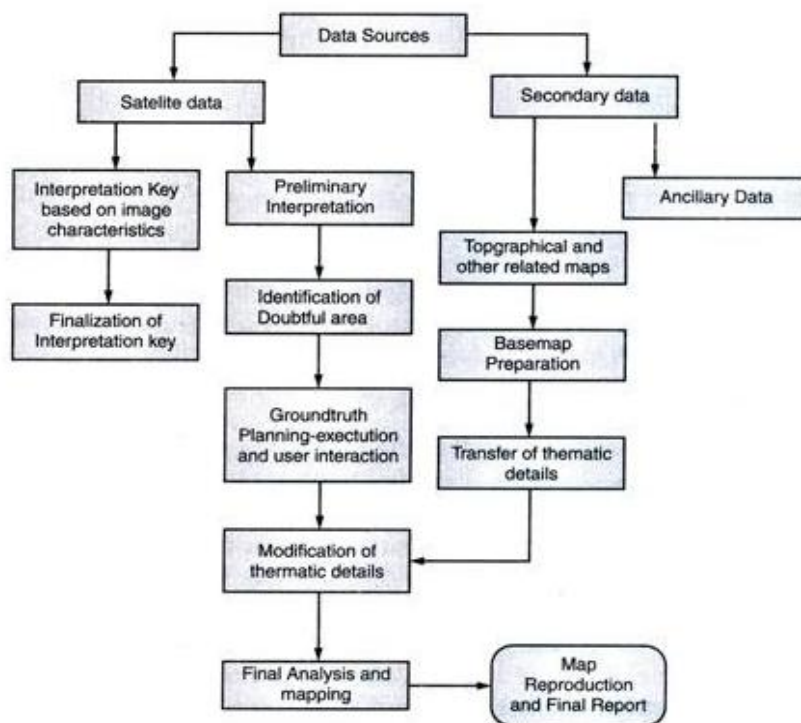 Data Sources
Satelite data
Secondary data
Interpretation Key
based on image
characteristics
Preliminary
Interpretation
Ancillary Data
Topgraphical and
other related maps
Finalization of
Interpretation key
Identification of
Doubtful area
Basemap
Preparation
Groundtruth
Planning-exectution
and user interaction
Transfer of thematic
details
Modification of
thermatic details
Final Analysis and
mapping
Map
Reproduction
and Final Report